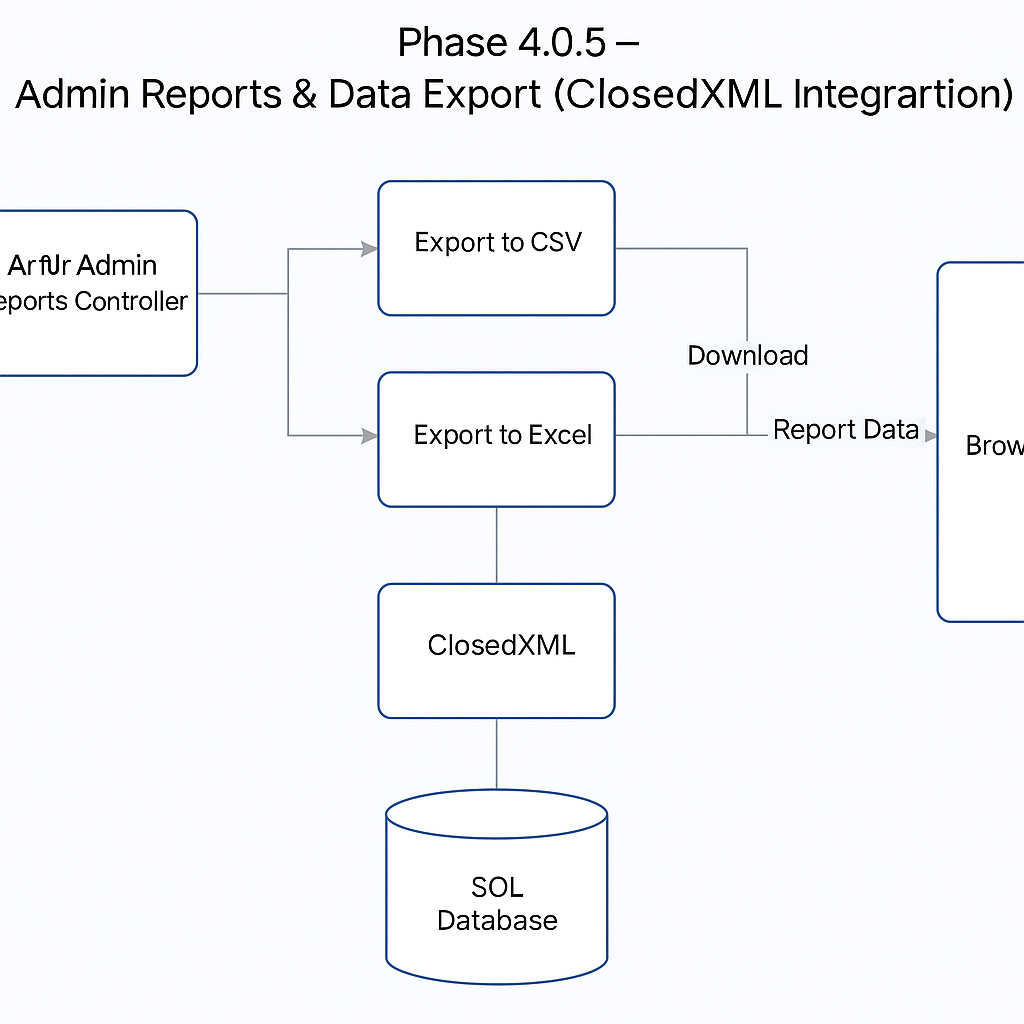 Phase 4.0.5 –
Admin Reports & Data Export (ClosedXML Integrartion)
Admin
eports Controller
Export to CSV
Export to Excel
Download
Report Data
Brow
ClosedXML
SOL
Database